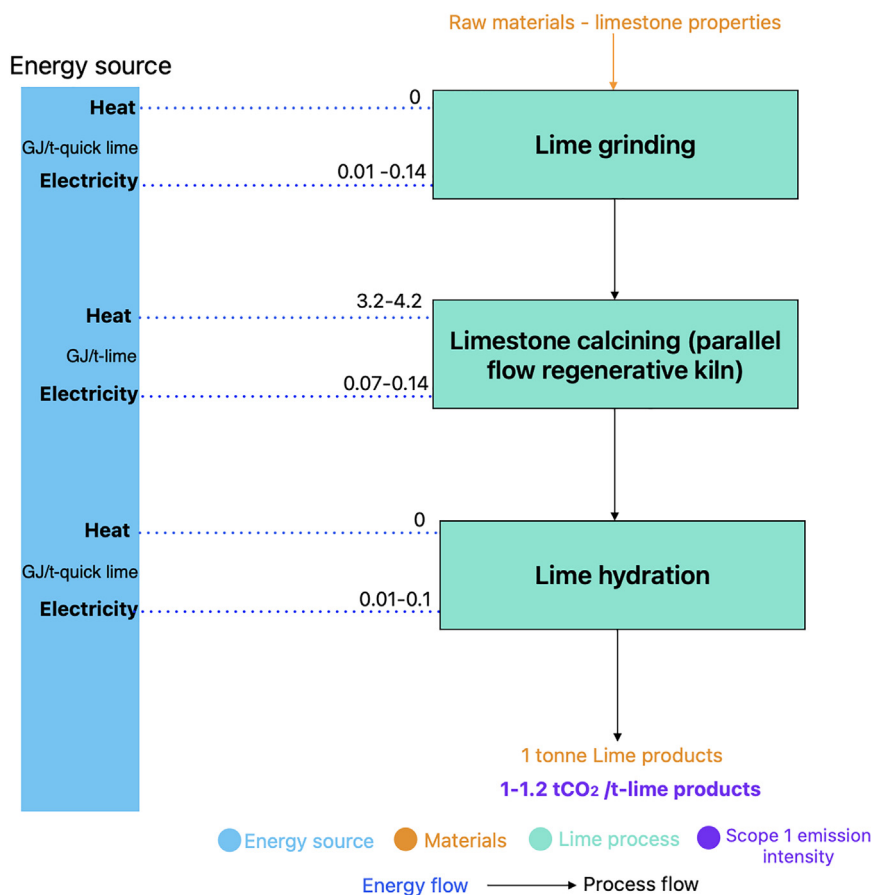 Raw materials - limestone properties
Energy source
Heat
0
GJ/t-quick lime
Electricity
0.01 -0.14
Lime grinding
Heat
3.2-4.2
GJ/t-lime
Electricity
0.07-0.14
Limestone calcining (parallel
flow regenerative kiln)
Heat
0
GJ/t-quick lime
Electricity
0.01-0.1
Lime hydration
1 tonne Lime products
1-1.2 tCO₂ /t-lime products
Energy source
Materials
Lime process
Scope 1 emission
intensity
Energy flow
Process flow